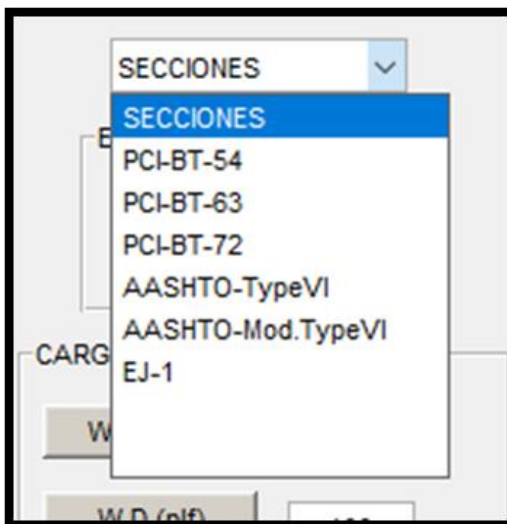 SECCIONES
SECCIONES
PCI-BT-54
PCI-BT-63
PCI-BT-72
AASHTO-TypeVI
AASHTO-Mod.TypeVI
EJ-1
CARG
W
W.D (plf)